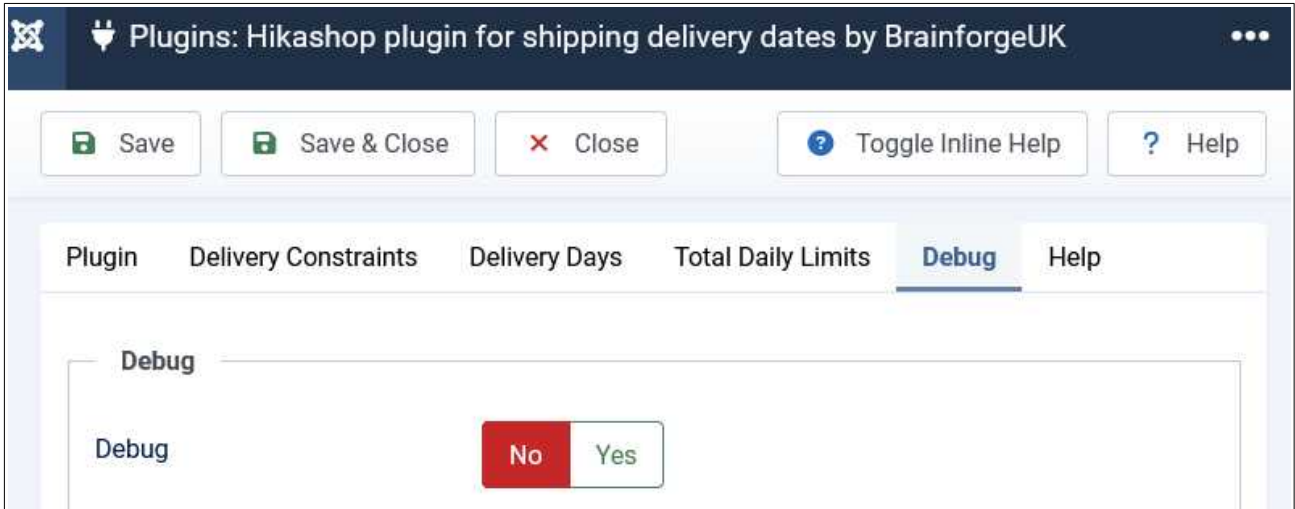 Plugins: Hikashop plugin for shipping delivery dates by BrainforgeUK
Save Save & Close Close Toggle Inline Help ? Help
Plugin Delivery Constraints Delivery Days Total Daily Limits Debug Help
Debug
Debug No Yes